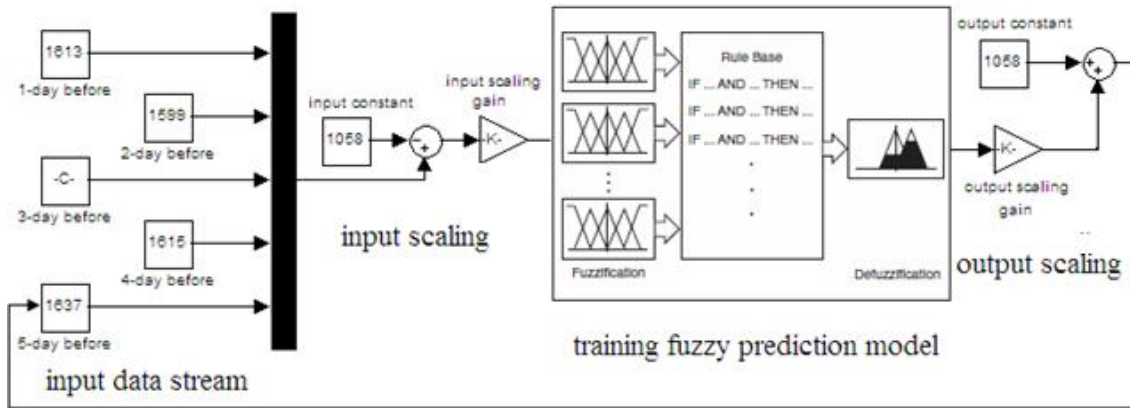 1613
1-day before
1599
2-day before
-C-
3-day before
1615
4-day before
1637
5-day before
input data stream
input constant
1058
-
+
input scaling
gain
-K-
input scaling
Fuzzification
Rule Base
IF ... AND ... THEN ...
IF ... AND ... THEN ...
IF ... AND ... THEN ...
Defuzzification
training fuzzy prediction model
output constant
1058
+
+
-K-
output scaling
gain
output scaling